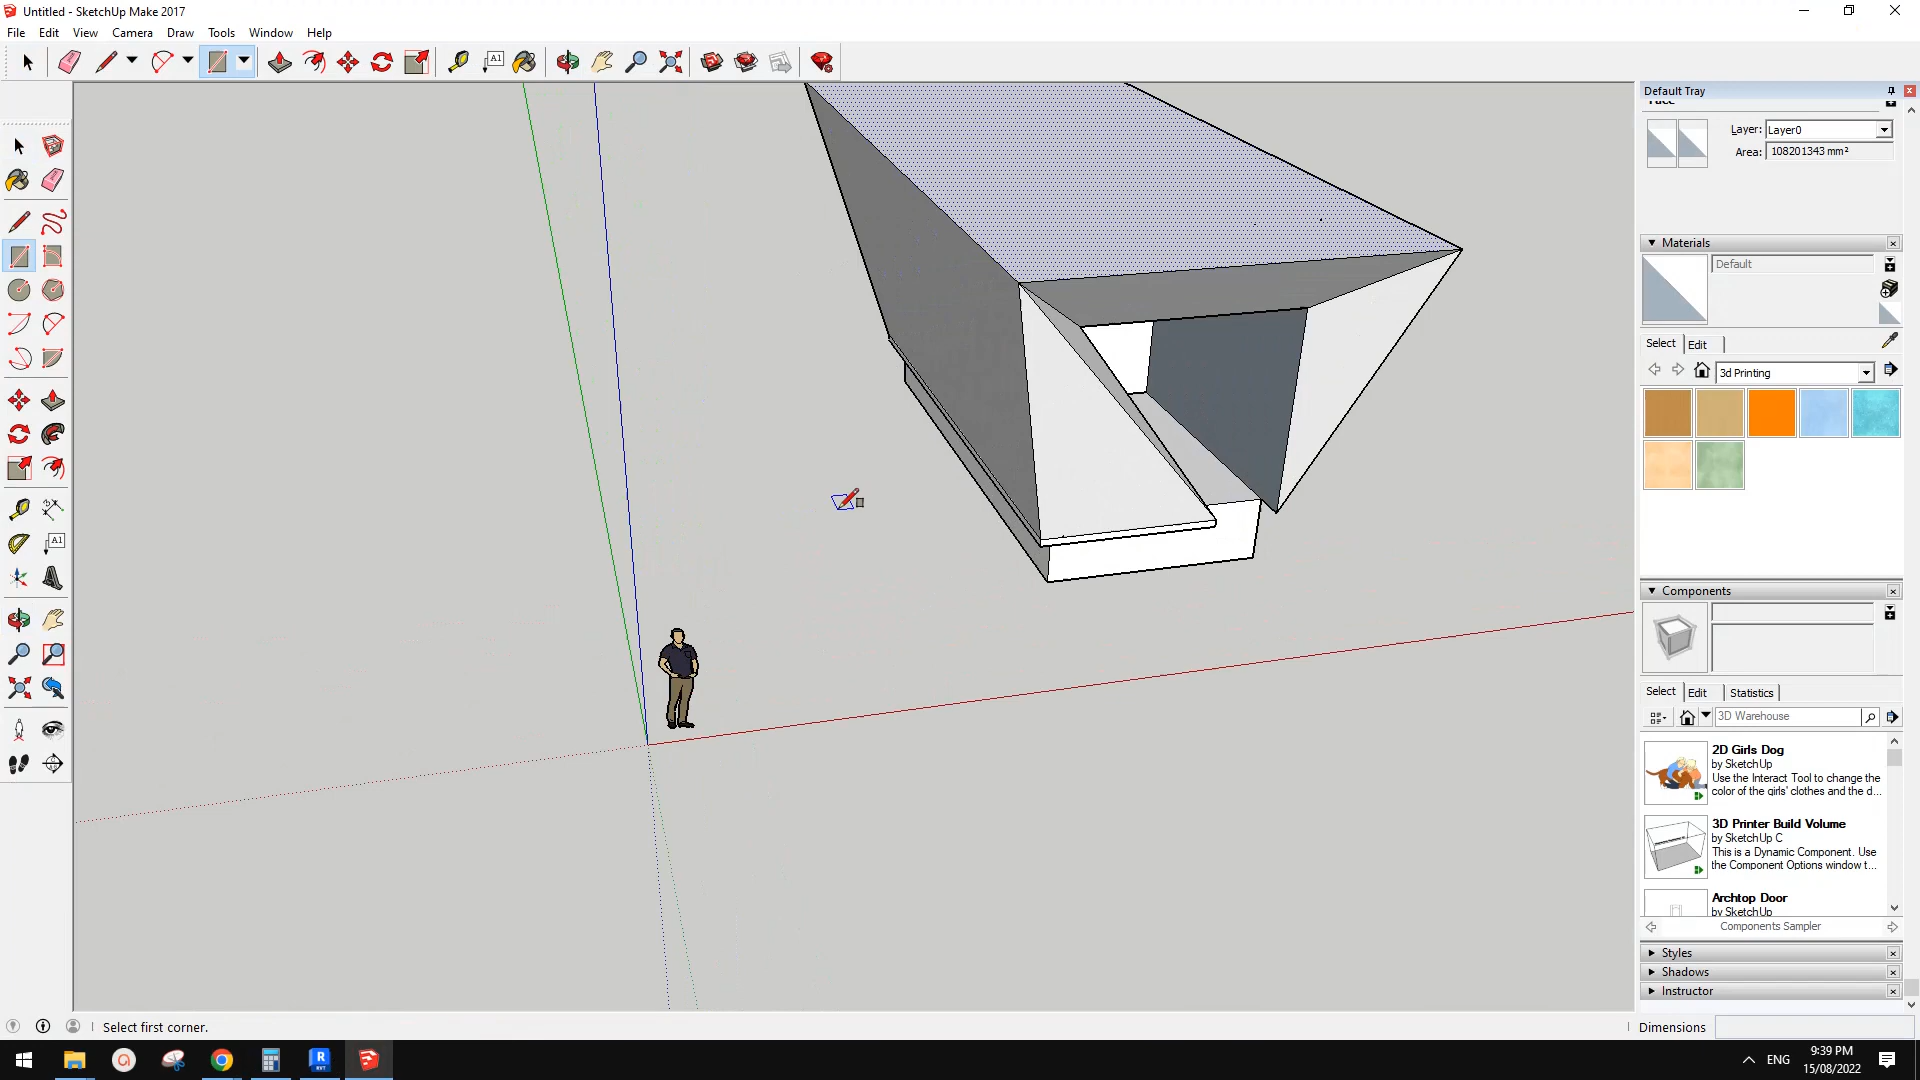 Untitled - SketchUp Make 2017
File Edit View Camera Draw Tools Window Help
A1
Default Tray
Layer: Layer0
Area: 108201343 mm²
Materials
Default
Select Edit
3d Printing
Components
Select Edit Statistics
3D Warehouse
2D Girls Dog
by SketchUp
Use the Interact Tool to change the
color of the girls' clothes and the d...
3D Printer Build Volume
by SketchUp C
This is a Dynamic Component. Use
the Component Options window t...
Archtop Door
by SketchUp
Components Sampler
Styles
Shadows
Instructor
A1
Select first corner.
Dimensions
R
RVT
ENG
9:39 PM
15/08/2022